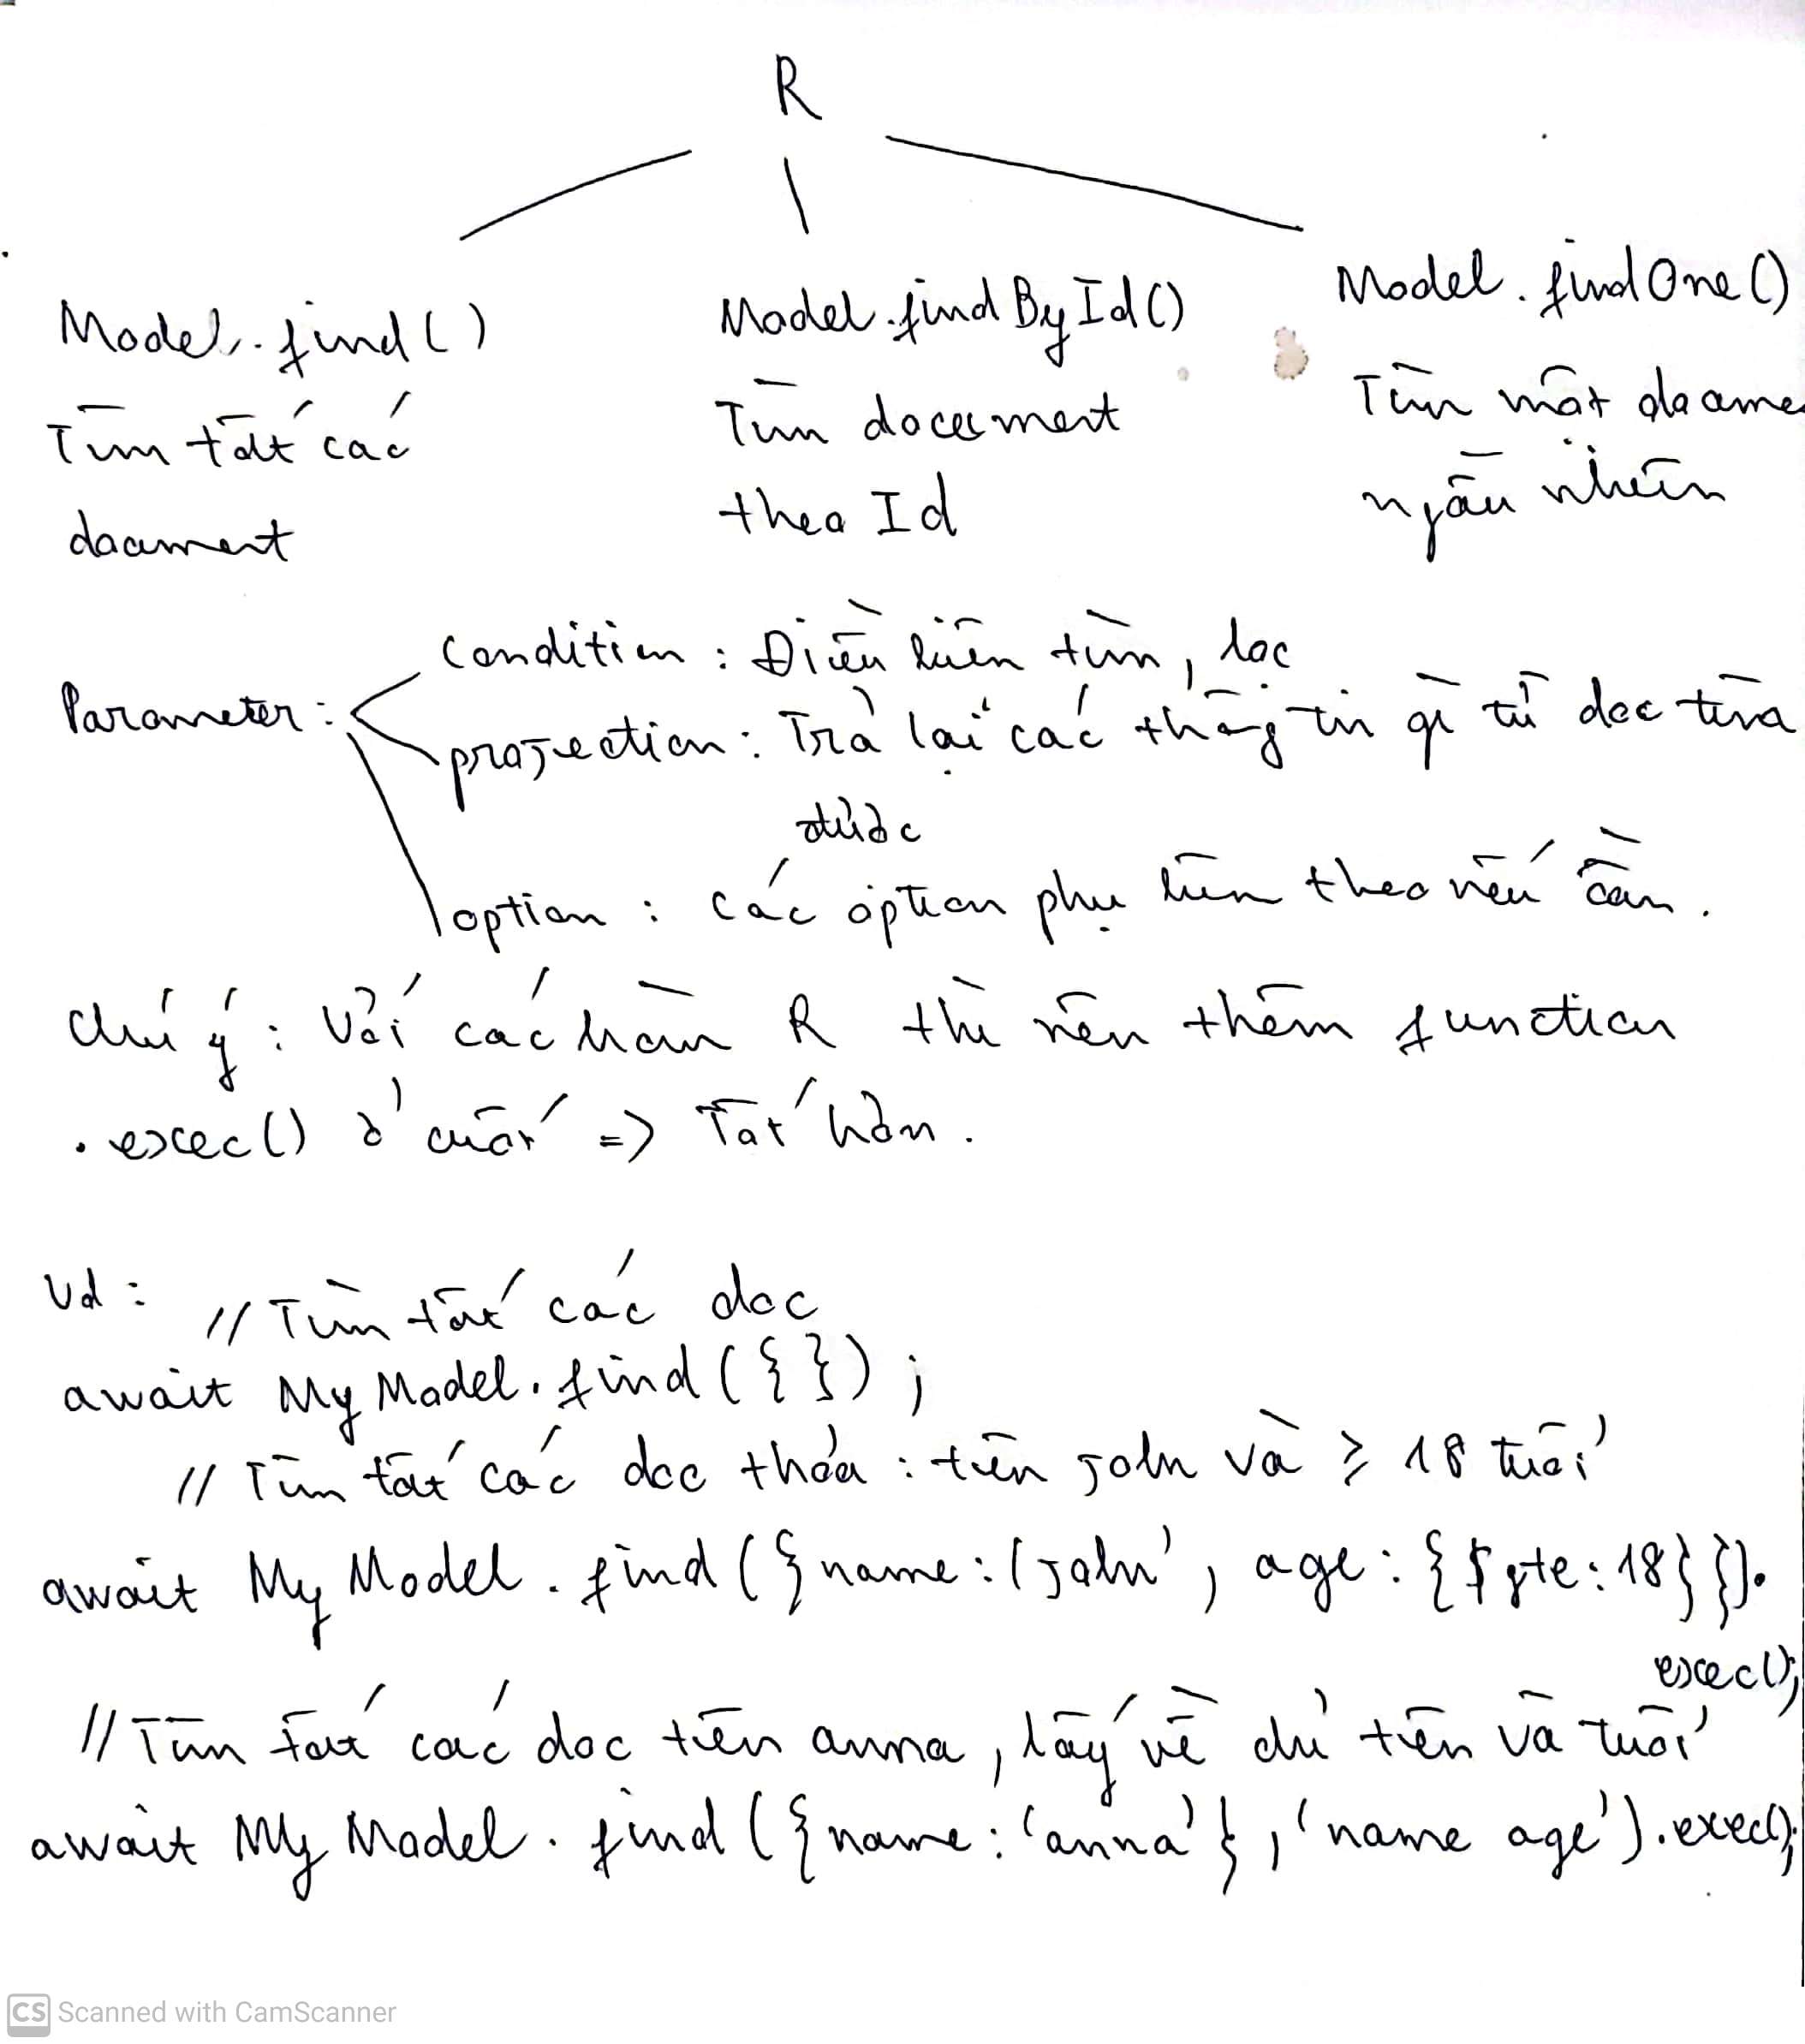 R
Model.find()
Tìm tất các
document
Model.findById()
Tìm document
theo Id
Model.findOne()
Tìm một docume
ngẫu nhiên
Parameter:
condition: Điều kiện tìm, lọc
projection: Trả lại các thông tin gì từ doc tìm
được
option: các option phụ kèm theo nếu cần.
Chú ý: Với các hàm R thì nên thêm function
.exec() ở cuối => Tốt hơn.
Vd: // Tìm tất các doc
await MyModel.find({});
// Tìm tất các doc thỏa: tên john và ≥ 18 tuổi
await MyModel.find({name: 'john', age: {$gte: 18}}).
exec();
// Tìm tất các doc tên anna, lấy về chỉ tên và tuổi
await MyModel.find({name: 'anna'}, 'name age').exec();
CS Scanned with CamScanner